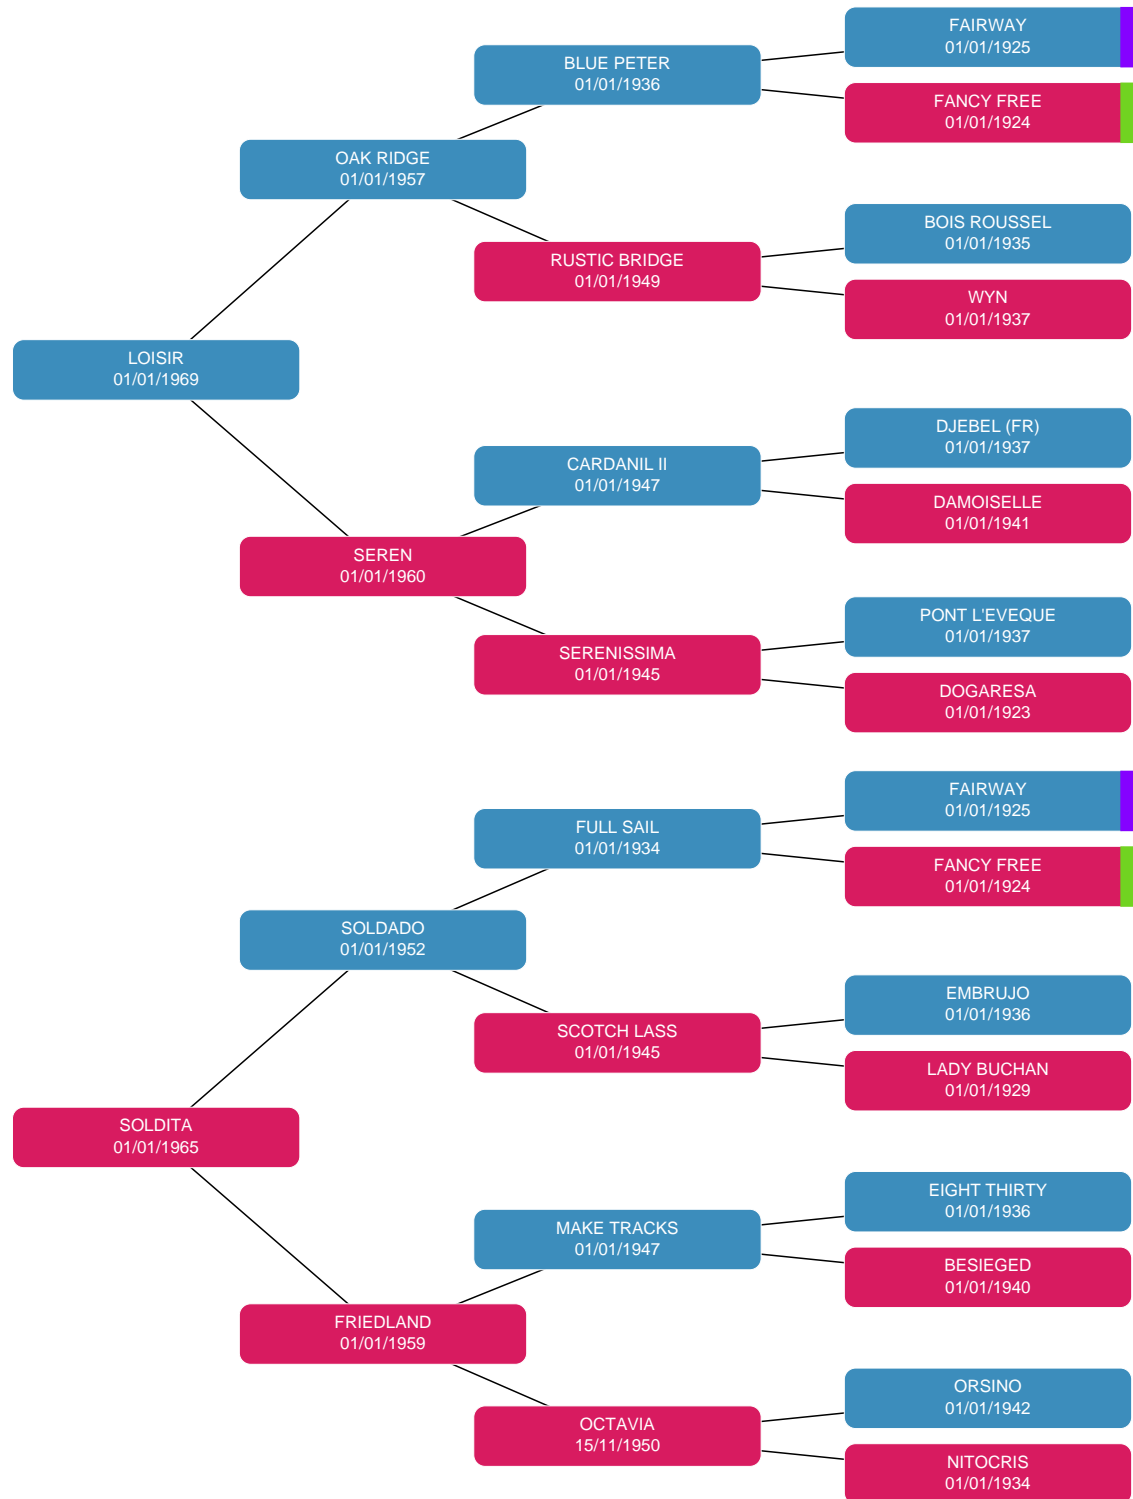 FAIRWAY
01/01/1925
BLUE PETER
01/01/1936
FANCY FREE
01/01/1924
OAK RIDGE
01/01/1957
BOIS ROUSSEL
01/01/1935
RUSTIC BRIDGE
01/01/1949
WYN
01/01/1937
LOISIR
01/01/1969
DJEBEL (FR)
01/01/1937
CARDANIL II
01/01/1947
DAMOISELLE
01/01/1941
SEREN
01/01/1960
PONT L'EVEQUE
01/01/1937
SERENISSIMA
01/01/1945
DOGARESA
01/01/1923
FAIRWAY
01/01/1925
FULL SAIL
01/01/1934
FANCY FREE
01/01/1924
SOLDADO
01/01/1952
EMBRUJO
01/01/1936
SCOTCH LASS
01/01/1945
LADY BUCHAN
01/01/1929
SOLDITA
01/01/1965
EIGHT THIRTY
01/01/1936
MAKE TRACKS
01/01/1947
BESIEGED
01/01/1940
FRIEDLAND
01/01/1959
ORSINO
01/01/1942
OCTAVIA
15/11/1950
NITOCRIS
01/01/1934